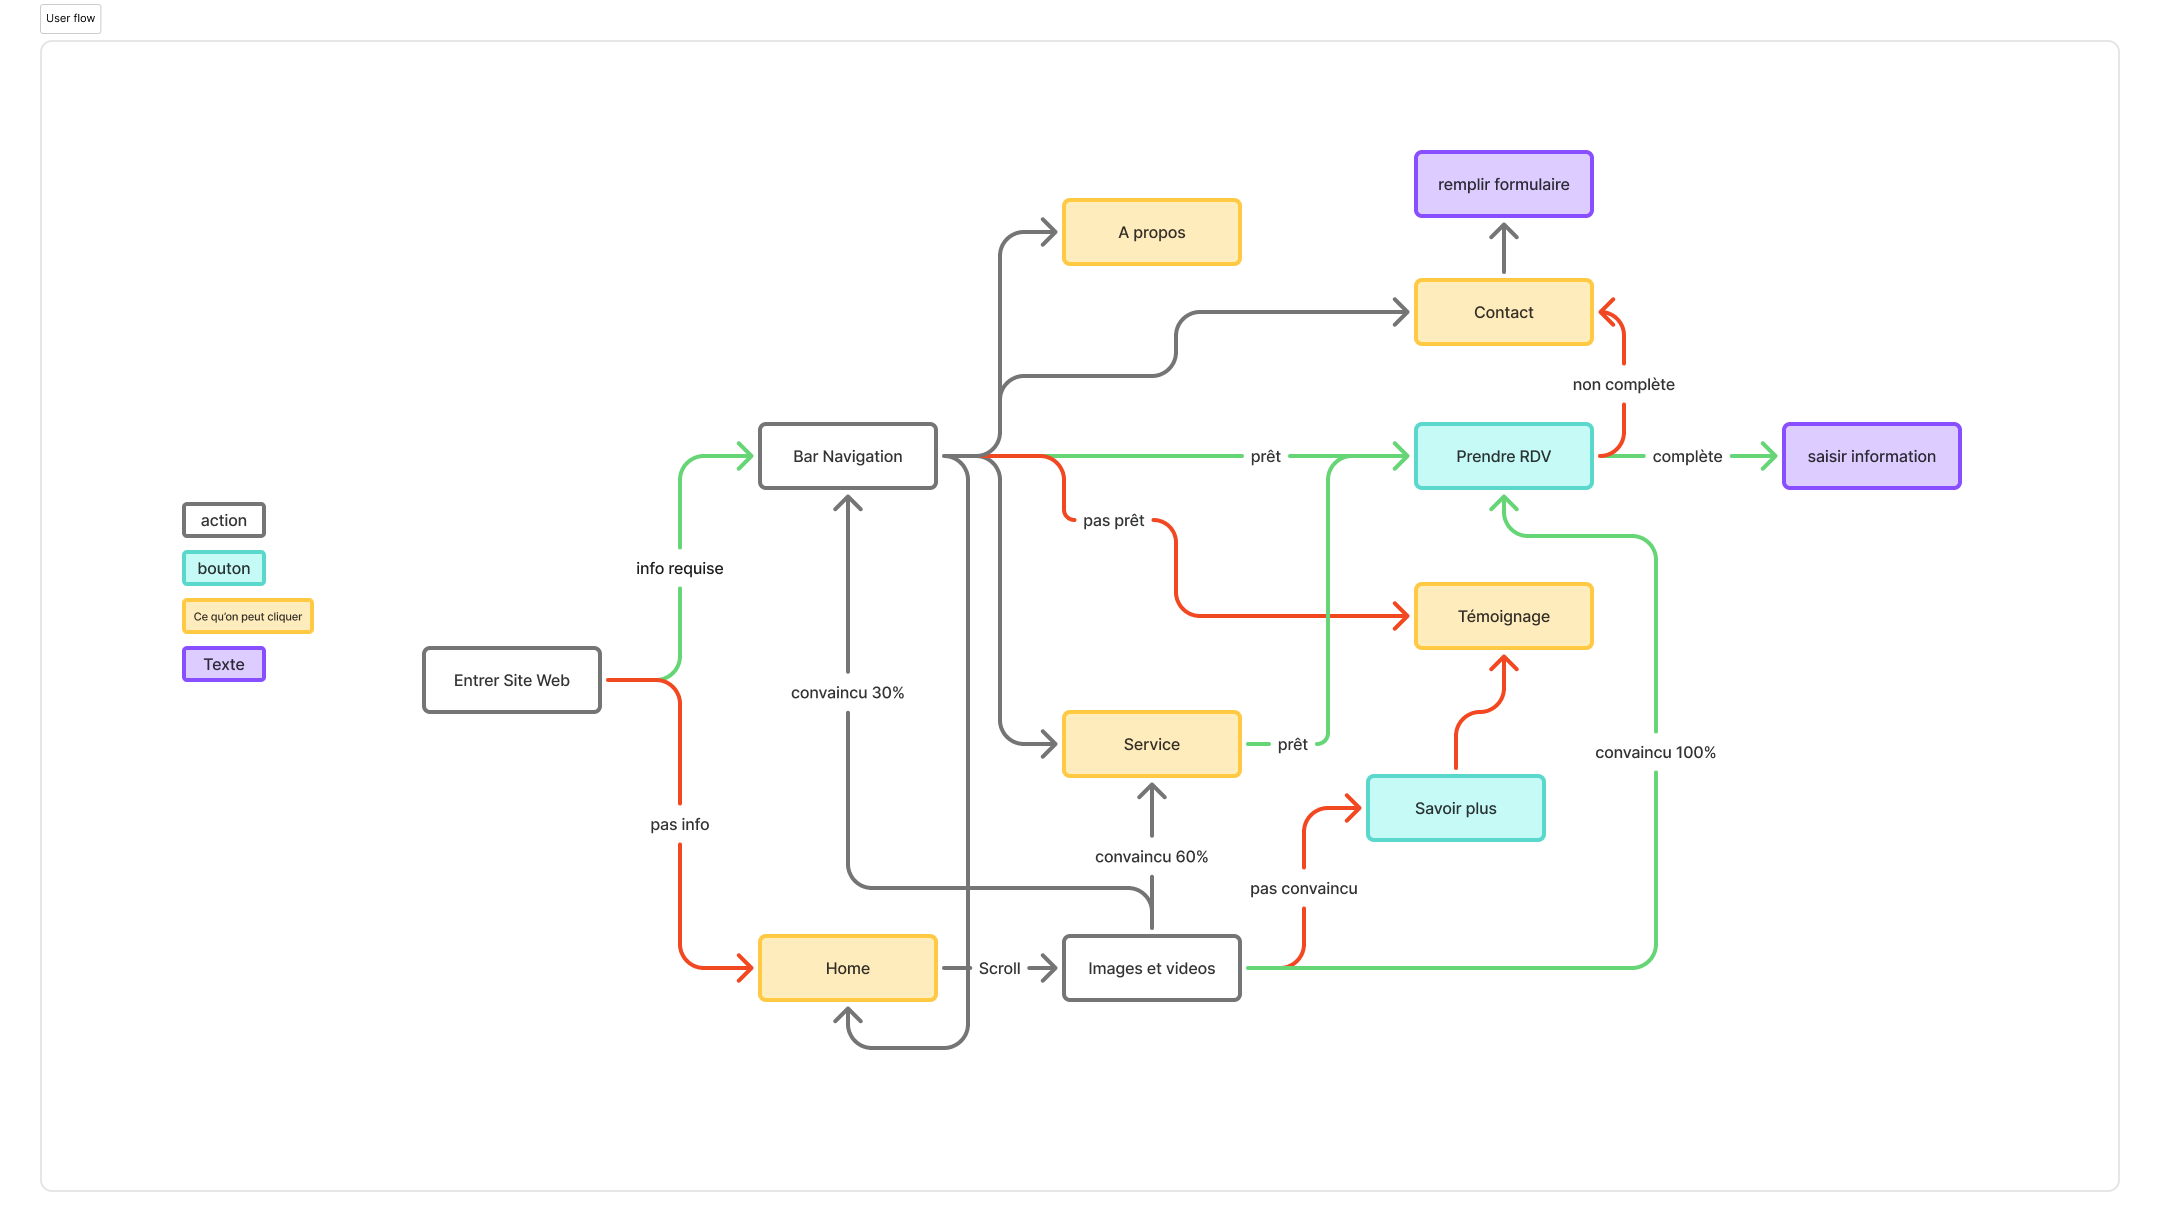 User flow
remplir formulaire
A propos
Contact
non complète
Bar Navigation
prêt
Prendre RDV
complète
saisir information
action
pas prêt
bouton
info requise
Ce qu'on peut cliquer
Témoignage
Texte
Entrer Site Web
convaincu 30%
Service
prêt
convaincu 100%
Savoir plus
pas info
convaincu 60%
pas convaincu
Home
Scroll
Images et videos